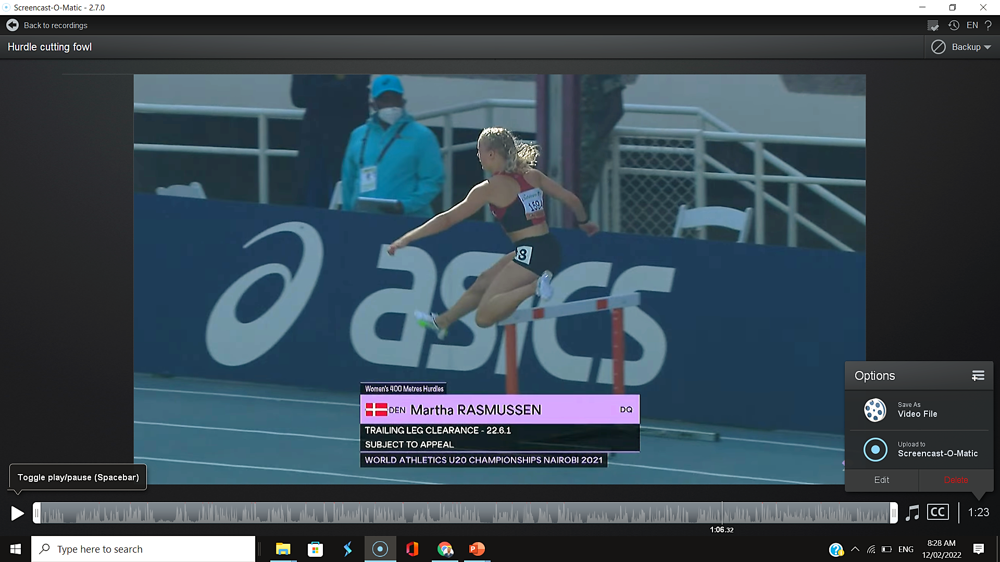 Screencast-O-Matic - 2.7.0
Back to recordings
EN ?
Hurdle cutting fowl
Backup
1594
8
asics
Women's 400 Metres Hurdles
DEN Martha RASMUSSEN DQ
TRAILING LEG CLEARANCE - 22.6.1
SUBJECT TO APPEAL
WORLD ATHLETICS U20 CHAMPIONSHIPS NAIROBI 2021
Options
Save As
Video File
Upload to
Screencast-O-Matic
Edit Delete
Toggle play/pause (Spacebar)
CC 1:23
1:06.32
Type here to search
ENG
8:28 AM
12/02/2022